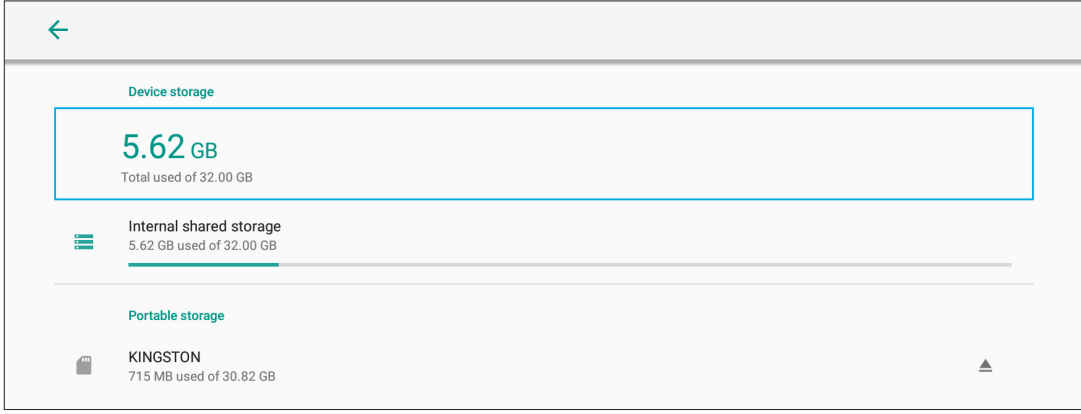 Device storage
5.62 GB
Total used of 32.00 GB
Internal shared storage
5.62 GB used of 32.00 GB
Portable storage
KINGSTON
715 MB used of 30.82 GB